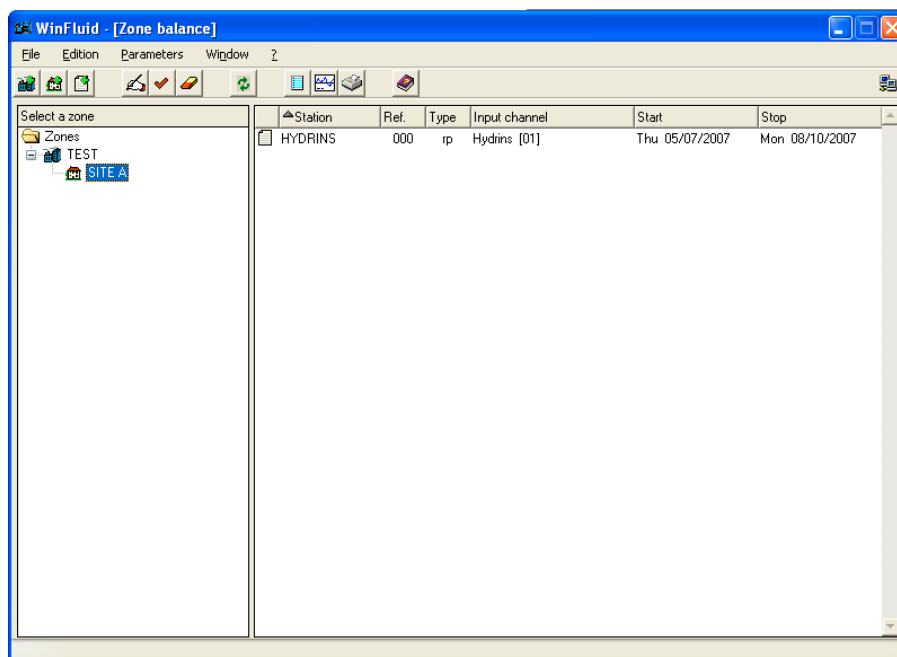 WinFluid - [Zone balance]
File Edition Parameters Window ?
Select a zone
Zones
TEST
SITE A
Station Ref. Type Input channel Start Stop
HYDRINS 000 rp Hydrins [01] Thu 05/07/2007 Mon 08/10/2007